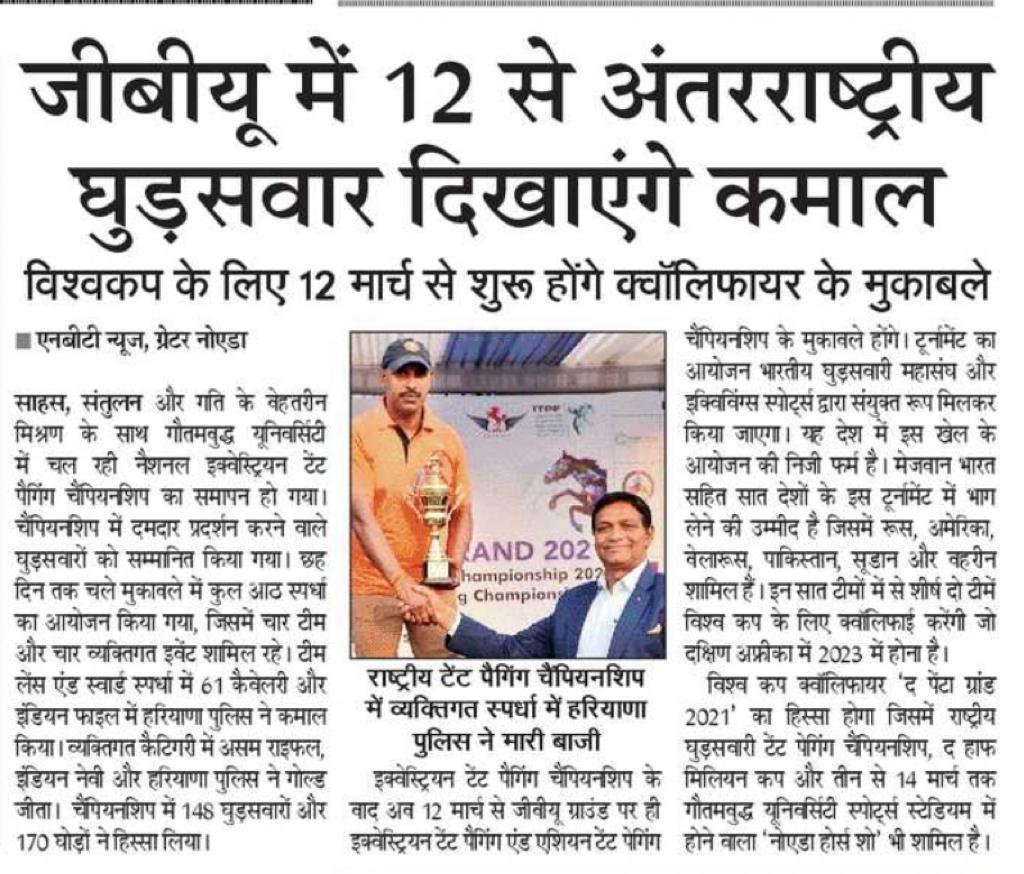 जीबीयू में 12 से अंतरराष्ट्रीय
घुड़सवार दिखाएंगे कमाल
विश्वकप के लिए 12 मार्च से शुरू होंगे क्वॉलिफायर के मुकाबले
■ एनबीटी न्यूज, ग्रेटर नोएडा
साहस, संतुलन और गति के बेहतरीन
मिश्रण के साथ गौतमबुद्ध यूनिवर्सिटी
में चल रही नैशनल इक्वेस्ट्रियन टेंट
पैगिंग चैंपियनशिप का समापन हो गया।
चैंपियनशिप में दमदार प्रदर्शन करने वाले
घुड़सवारों को सम्मानित किया गया। छह
दिन तक चले मुकाबले में कुल आठ स्पर्धा
का आयोजन किया गया, जिसमें चार टीम
और चार व्यक्तिगत इवेंट शामिल रहे। टीम
लेंस एंड स्वार्ड स्पर्धा में 61 कैवेलरी और
इंडियन फाइल में हरियाणा पुलिस ने कमाल
किया। व्यक्तिगत कैटिगरी में असम राइफल,
इंडियन नेवी और हरियाणा पुलिस ने गोल्ड
जीता। चैंपियनशिप में 148 घुड़सवारों और
170 घोड़ों ने हिस्सा लिया।
ITPF
RAND 202
hampionship 202
g Champions
राष्ट्रीय टेंट पैगिंग चैंपियनशिप
में व्यक्तिगत स्पर्धा में हरियाणा
पुलिस ने मारी बाजी
इक्वेस्ट्रियन टेंट पैगिंग चैंपियनशिप के
बाद अब 12 मार्च से जीबीयू ग्राउंड पर ही
इक्वेस्ट्रियन टेंट पैगिंग एंड एशियन टेंट पेगिंग
चैंपियनशिप के मुकाबले होंगे। टूर्नामेंट का
आयोजन भारतीय घुड़सवारी महासंघ और
इक्विविंग्स स्पोर्ट्स द्वारा संयुक्त रूप मिलकर
किया जाएगा। यह देश में इस खेल के
आयोजन की निजी फर्म है। मेजबान भारत
सहित सात देशों के इस टूर्नामेंट में भाग
लेने की उम्मीद है जिसमें रूस, अमेरिका,
बेलारूस, पाकिस्तान, सूडान और बहरीन
शामिल हैं। इन सात टीमों में से शीर्ष दो टीमें
विश्व कप के लिए क्वॉलिफाई करेंगी जो
दक्षिण अफ्रीका में 2023 में होना है।
विश्व कप क्वॉलिफायर 'द पेंटा ग्रांड
2021' का हिस्सा होगा जिसमें राष्ट्रीय
घुड़सवारी टेंट पेगिंग चैंपियनशिप, द हाफ
मिलियन कप और तीन से 14 मार्च तक
गौतमबुद्ध यूनिवर्सिटी स्पोर्ट्स स्टेडियम में
होने वाला 'नोएडा होर्स शो' भी शामिल है।